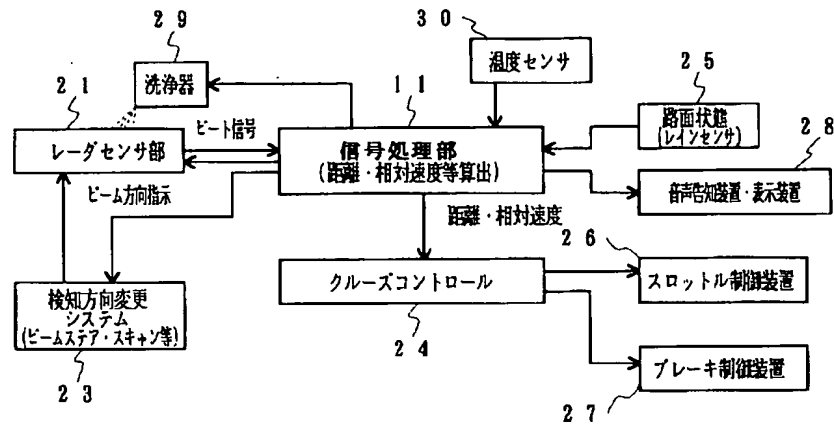 29
洗浄器
30
温度センサ
25
路面状態
(レインセンサ)
21
レーダセンサ部
ビート信号
11
信号処理部
(距離・相対速度等算出)
28
音声告知装置・表示装置
ビーム方向指示
距離・相対速度
26
スロットル制御装置
クルーズコントロール
24
検知方向変更
システム
(ビームステア・スキャン等)
23
ブレーキ制御装置
27